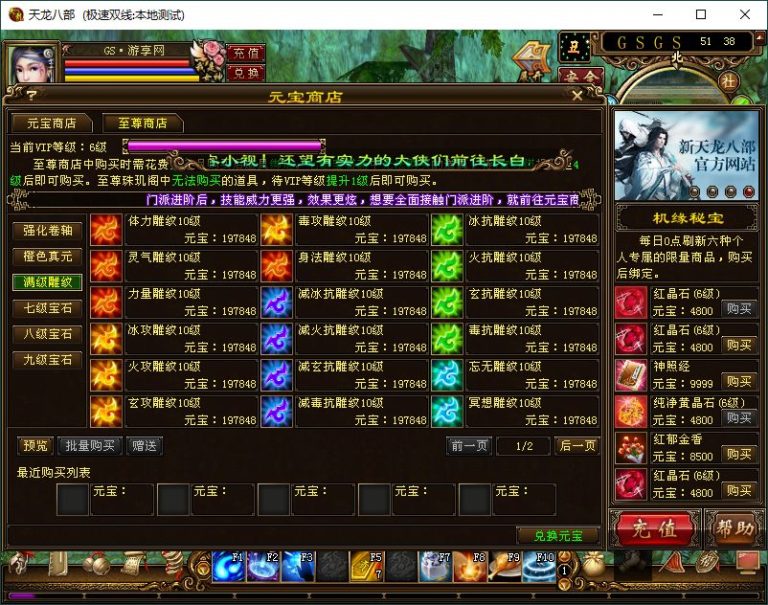 天龙八部 (极速双线:本地测试)
GS·游享网
充值
兑换
展开
丑
安全
GSGS 51 38
北
社
?
元宝商店
元宝商店
至尊商店
当前VIP等级：6级
小视！还望有实力的大侠们前往长白
至尊商店中购买时需花费
级后即可购买。至尊珠玑阁中无法购买的道具，待VIP等级提升1级后即可购买。
门派进阶后，技能威力更强，效果更炫，想要全面接触门派进阶，就前往元宝商
强化卷轴
橙色真元
满级雕纹
七级宝石
八级宝石
九级宝石
体力雕纹10级
元宝：197848
毒攻雕纹10级
元宝：197848
冰抗雕纹10级
元宝：197848
灵气雕纹10级
元宝：197848
身法雕纹10级
元宝：197848
火抗雕纹10级
元宝：197848
力量雕纹10级
元宝：197848
减冰抗雕纹10级
元宝：197848
玄抗雕纹10级
元宝：197848
冰攻雕纹10级
元宝：197848
减火抗雕纹10级
元宝：197848
毒抗雕纹10级
元宝：197848
火攻雕纹10级
元宝：197848
减玄抗雕纹10级
元宝：197848
忘无雕纹10级
元宝：197848
玄攻雕纹10级
元宝：197848
减毒抗雕纹10级
元宝：197848
冥想雕纹10级
元宝：197848
预览
批量购买
赠送
前一页
1/2
后一页
最近购买列表
元宝：
元宝：
元宝：
元宝：
元宝：
兑换元宝
新天龙八部
官方网站
机缘秘宝
每日0点刷新六种个
人专属的限量商品，购买
后绑定。
红晶石(6级)
元宝：4800
购买
红晶石(6级)
元宝：4800
购买
神照经
元宝：9999
购买
纯净黄晶石(6级)
元宝：4800
购买
红郁金香
元宝：8500
购买
红晶石(6级)
元宝：4800
购买
充值
帮助
F1
F2
F3
F5
7
F7
F8
F9
F10
1